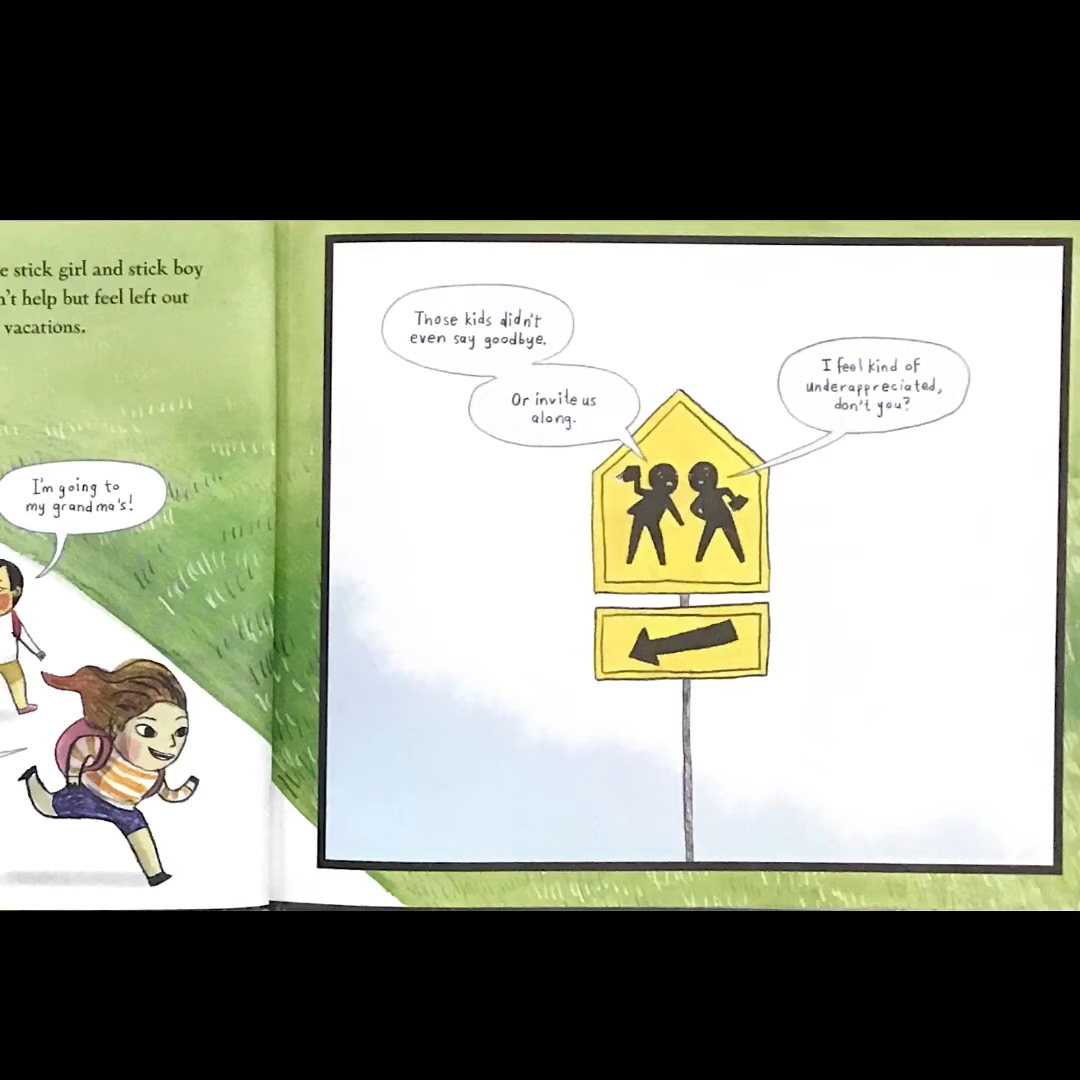 e stick girl and stick boy
n't help but feel left out
vacations.
I'm going to
my grandma's!
Those kids didn't
even say goodbye.
Or invite us
along.
I feel kind of
underappreciated,
don't you?